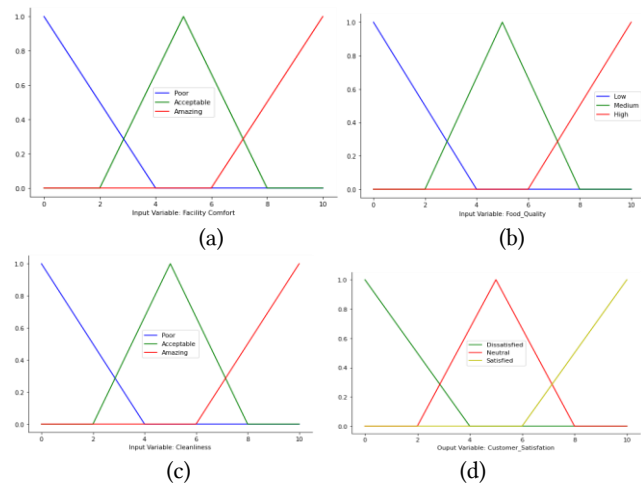 1.0
0.8
0.6
0.4
0.2
0.0
Poor
Acceptable
Amazing
0 2 4 6 8 10
Input Variable: Facility Comfort
(a)
1.0
0.8
0.6
0.4
0.2
0.0
Low
Medium
High
0 2 4 6 8 10
Input Variable: Food_Quality
(b)
1.0
0.8
0.6
0.4
0.2
0.0
Poor
Acceptable
Amazing
0 2 4 6 8 10
Input Variable: Cleanliness
(c)
1.0
0.8
0.6
0.4
0.2
0.0
Dissatisfied
Neutral
Satisfied
0 2 4 6 8 10
Ouput Variable: Customer_Satisfation
(d)